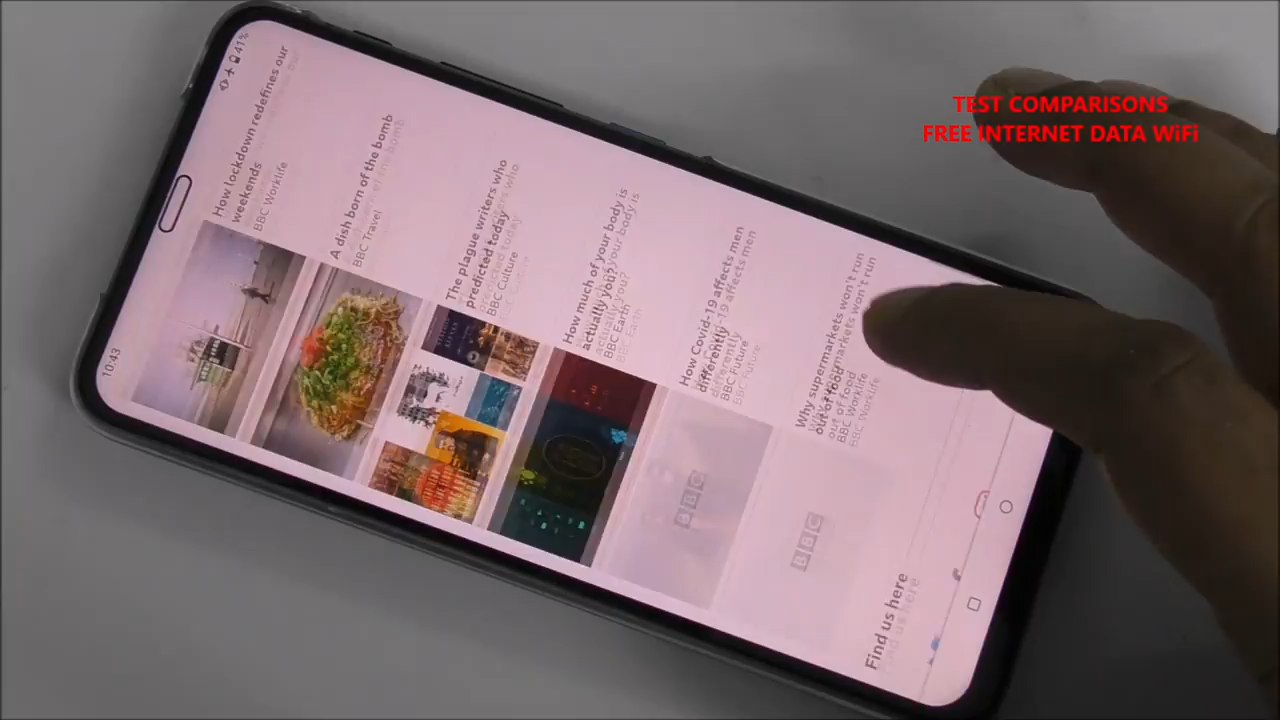 TEST COMPARISONS
FREE INTERNET DATA WiFi
10:43
41%
How lockdown redefines our
weekends
BBC Worklife
A dish born of the bomb
BBC Travel
The plague writers who
predicted today
BBC Culture
How much of your body is
actually you?
BBC Earth
How Covid-19 affects men
differently
BBC Future
BBC
Why supermarkets won't run
out of food
BBC Worklife
BBC
Find us here